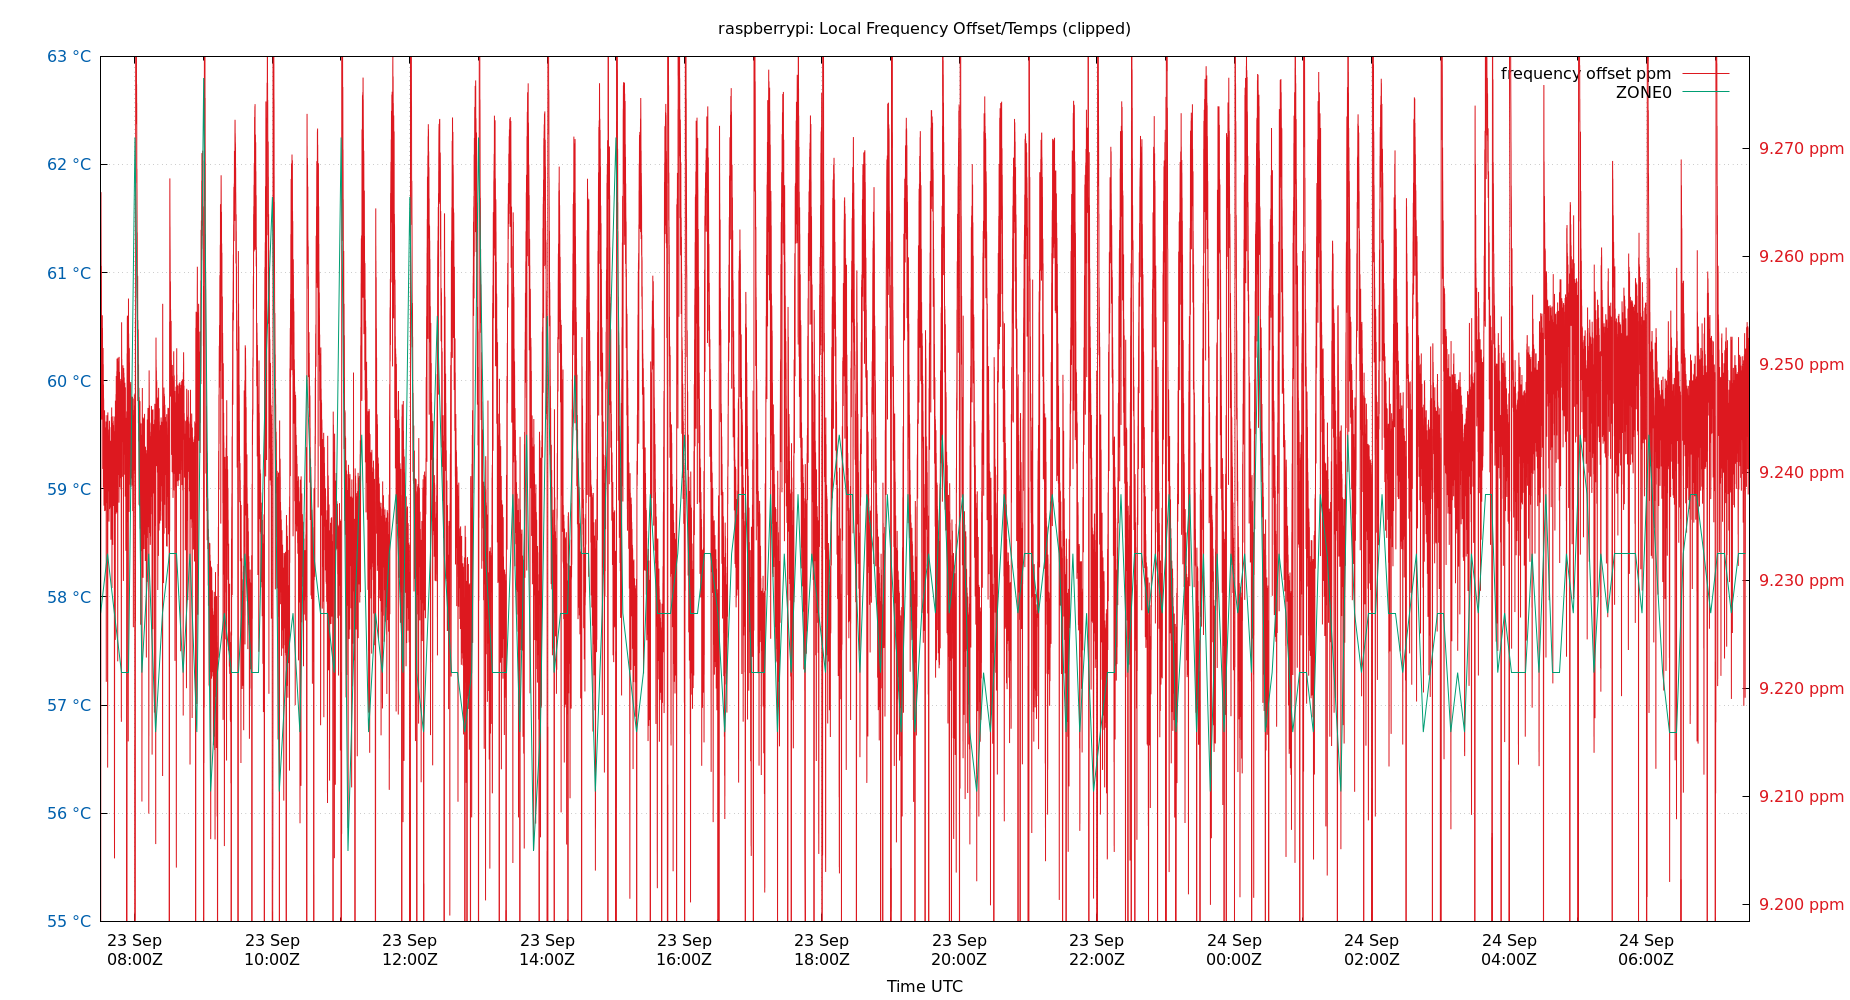 raspberrypi: Local Frequency Offset/Temps (clipped)
frequency offset ppm
ZONE0
63 °C
62 °C
61 °C
60 °C
59 °C
58 °C
57 °C
56 °C
55 °C
9.270 ppm
9.260 ppm
9.250 ppm
9.240 ppm
9.230 ppm
9.220 ppm
9.210 ppm
9.200 ppm
23 Sep 23 Sep 23 Sep 23 Sep 23 Sep 23 Sep 23 Sep 23 Sep 24 Sep 24 Sep 24 Sep 24 Sep
08:00Z 10:00Z 12:00Z 14:00Z 16:00Z 18:00Z 20:00Z 22:00Z 00:00Z 02:00Z 04:00Z 06:00Z
Time UTC